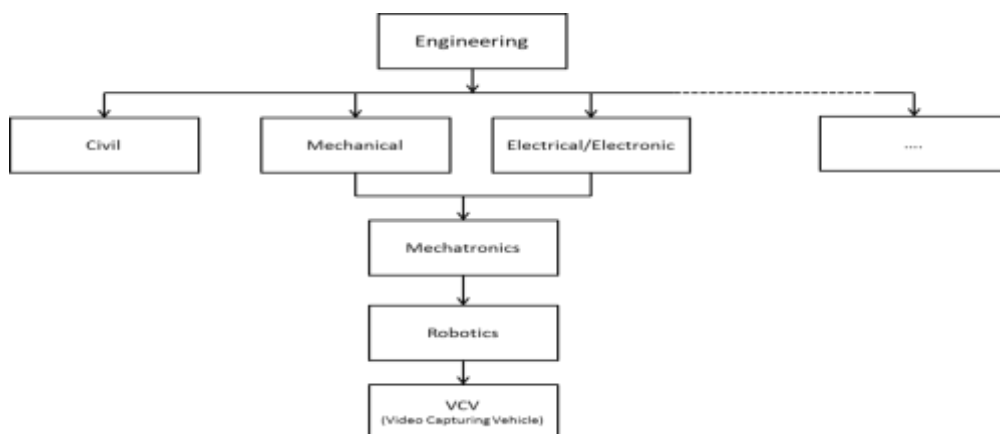 Engineering
Civil
Mechanical
Electrical/Electronic
....
Mechatronics
Robotics
VCV
(Video Capturing Vehicle)